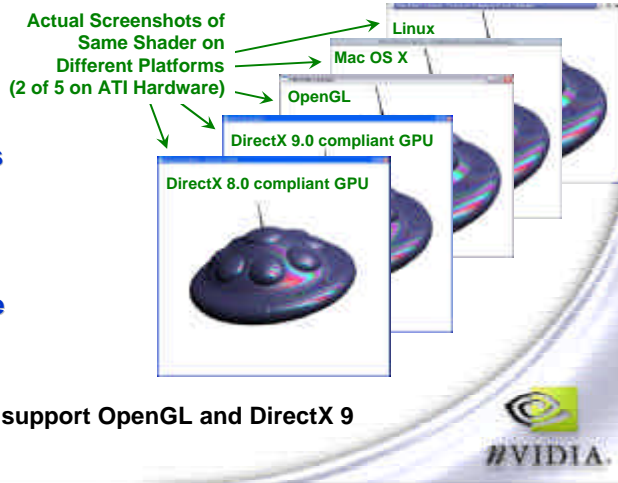 Actual Screenshots of
Same Shader on
Different Platforms
(2 of 5 on ATI Hardware)
Linux
Mac OS X
OpenGL
DirectX 9.0 compliant GPU
DirectX 8.0 compliant GPU
s
e
support OpenGL and DirectX 9
NVIDIA.